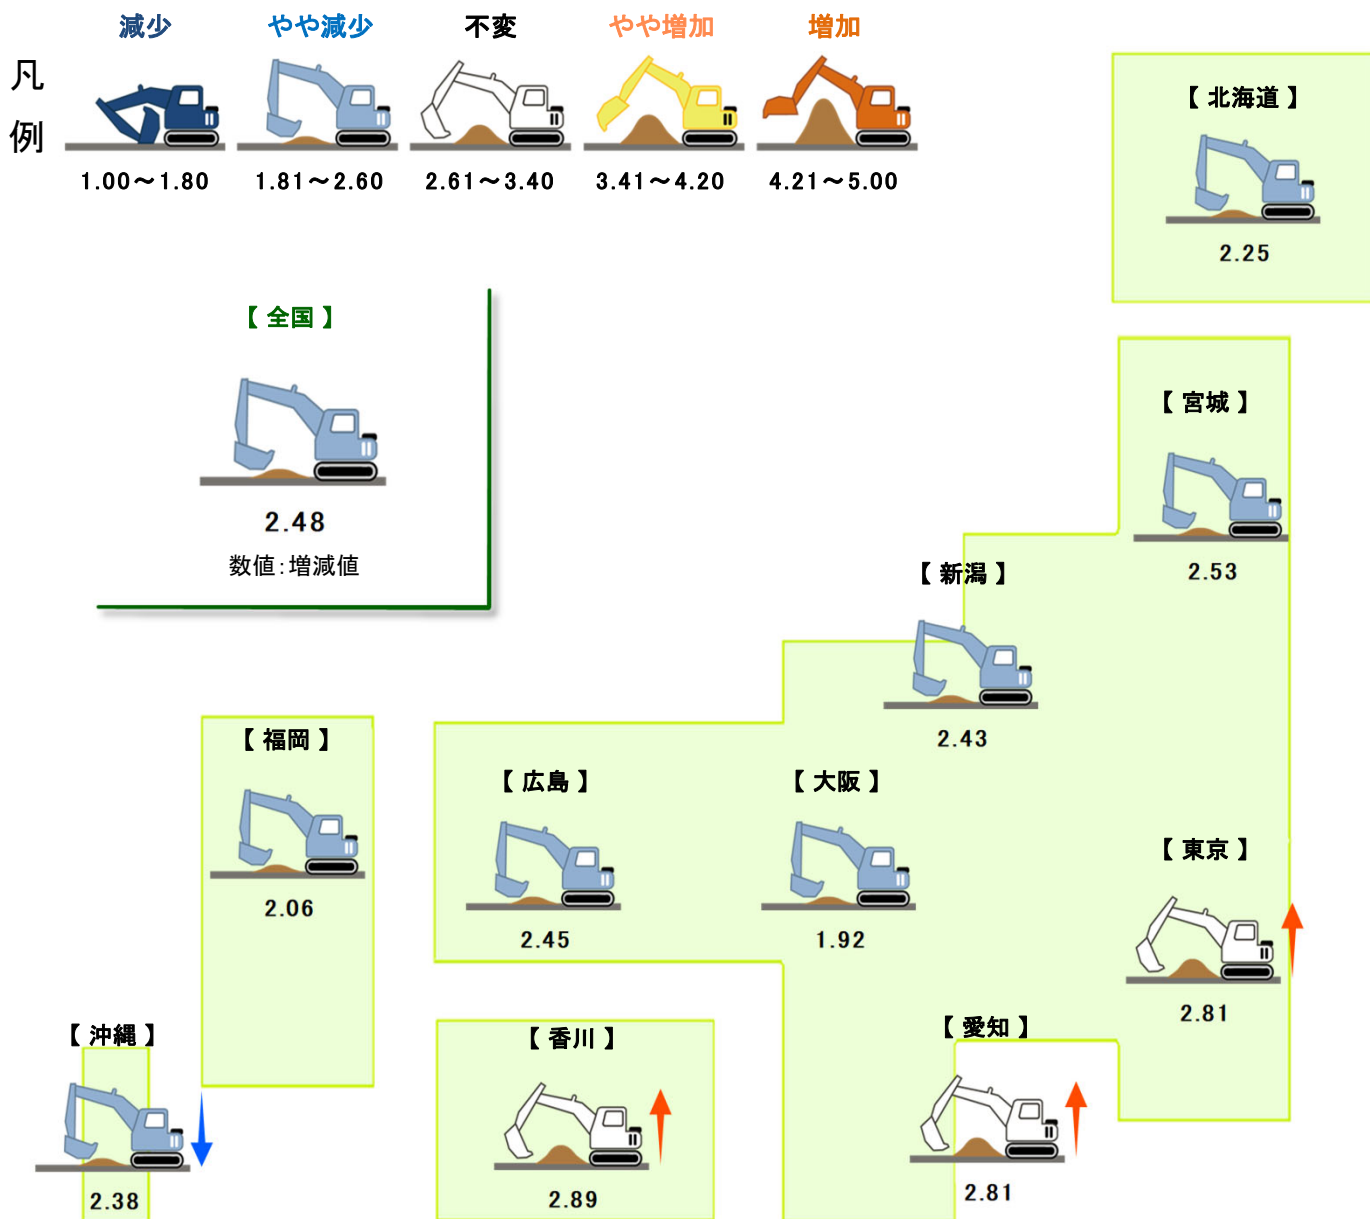 減少 やや減少 不変 やや増加 増加
凡例
1.00～1.80 1.81～2.60 2.61～3.40 3.41～4.20 4.21～5.00
【 北海道 】
2.25
【 全国 】
2.48
数値：増減値
【 宮城 】
2.53
【 新潟 】
2.43
【 福岡 】
2.06
【 広島 】
2.45
【 大阪 】
1.92
【 東京 】
2.81
【 沖縄 】
2.38
【 香川 】
2.89
【 愛知 】
2.81